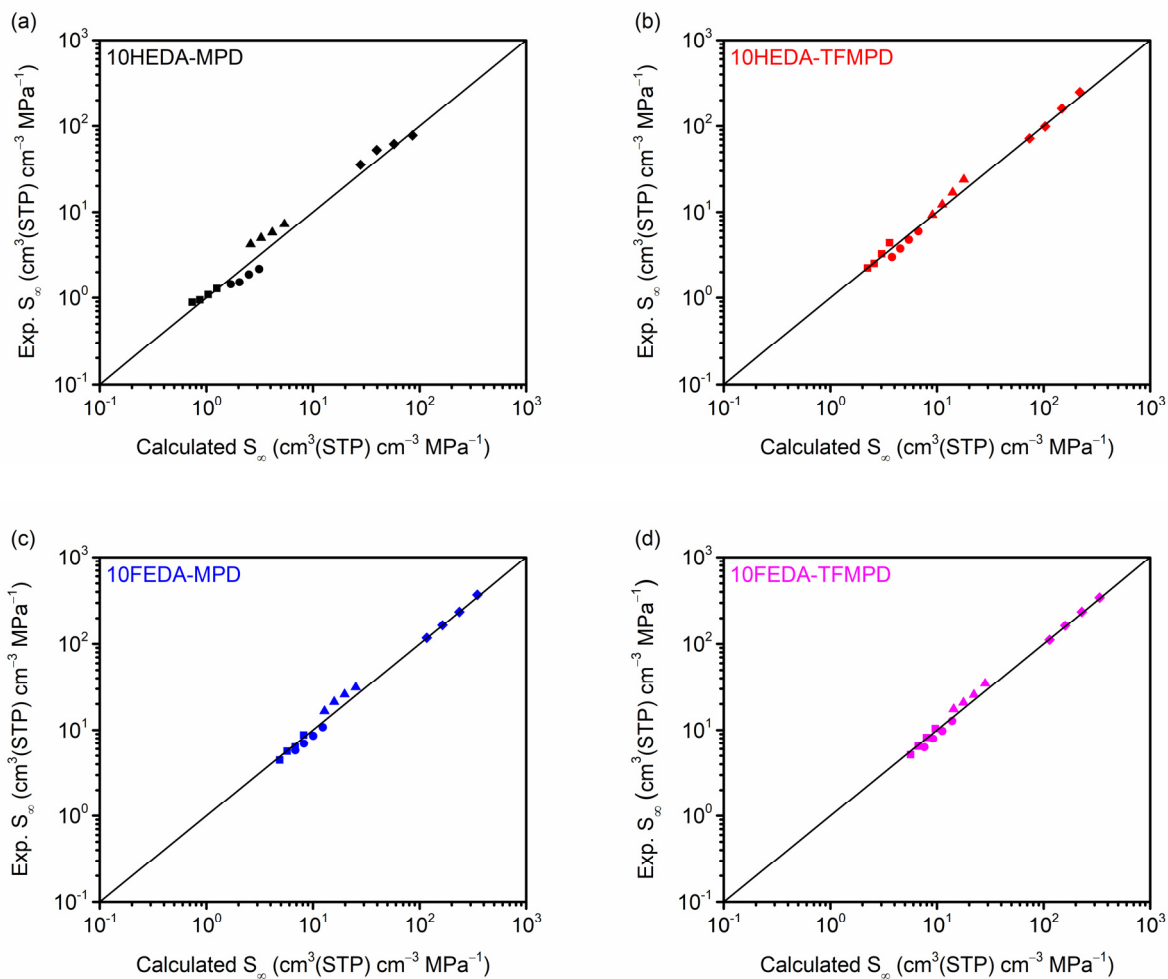 (a)
10HEDA-MPD
Exp. S∞ (cm³(STP) cm⁻³ MPa⁻¹)
10³
10²
10¹
10⁰
10⁻¹
10⁻¹ 10⁰ 10¹ 10² 10³
Calculated S∞ (cm³(STP) cm⁻³ MPa⁻¹)
(b)
10HEDA-TFMPD
Exp. S∞ (cm³(STP) cm⁻³ MPa⁻¹)
10³
10²
10¹
10⁰
10⁻¹
10⁻¹ 10⁰ 10¹ 10² 10³
Calculated S∞ (cm³(STP) cm⁻³ MPa⁻¹)
(c)
10FEDA-MPD
Exp. S∞ (cm³(STP) cm⁻³ MPa⁻¹)
10³
10²
10¹
10⁰
10⁻¹
10⁻¹ 10⁰ 10¹ 10² 10³
Calculated S∞ (cm³(STP) cm⁻³ MPa⁻¹)
(d)
10FEDA-TFMPD
Exp. S∞ (cm³(STP) cm⁻³ MPa⁻¹)
10³
10²
10¹
10⁰
10⁻¹
10⁻¹ 10⁰ 10¹ 10² 10³
Calculated S∞ (cm³(STP) cm⁻³ MPa⁻¹)